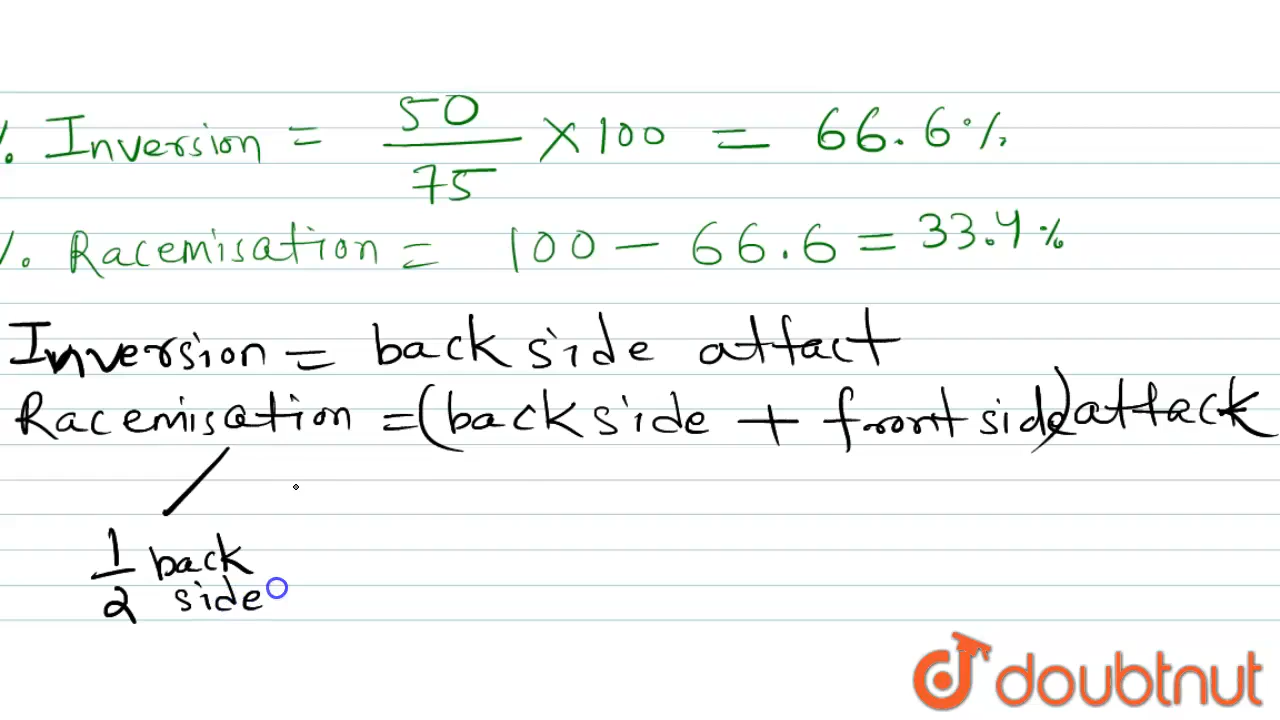 %. Inversion = 50/75 × 100 = 66.6%
%. Racemisation = 100 - 66.6 = 33.4%
Inversion = back side attact
Racemisation = (back side + front side) attack
1/2 back
side
doubtnut